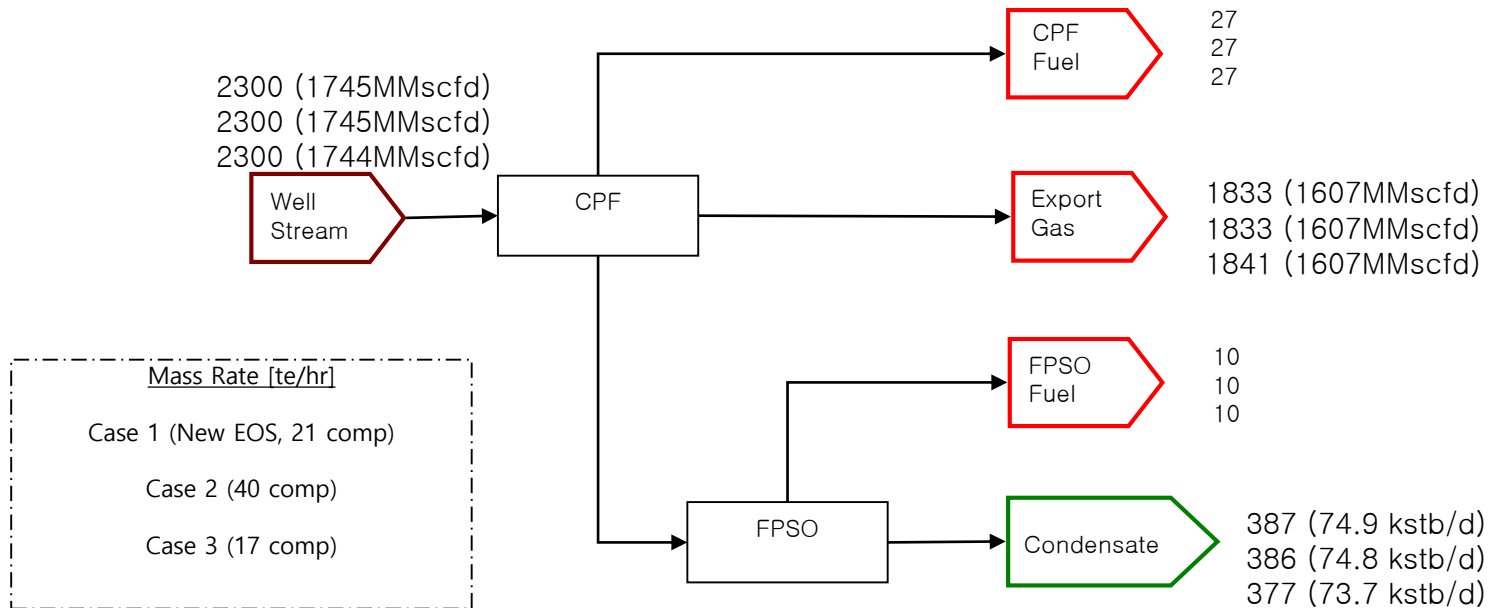 27
27
27
CPF
Fuel
2300 (1745MMscfd)
2300 (1745MMscfd)
2300 (1744MMscfd)
Well
Stream
CPF
Export
Gas
1833 (1607MMscfd)
1833 (1607MMscfd)
1841 (1607MMscfd)
FPSO
Fuel
10
10
10
Mass Rate [te/hr]
Case 1 (New EOS, 21 comp)
Case 2 (40 comp)
Case 3 (17 comp)
FPSO
Condensate
387 (74.9 kstb/d)
386 (74.8 kstb/d)
377 (73.7 kstb/d)